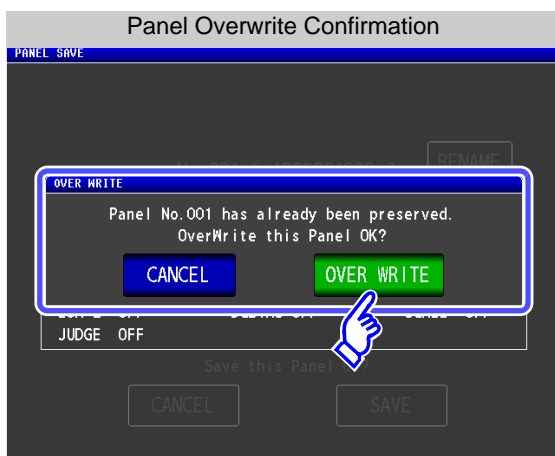 Panel Overwrite Confirmation
PANEL SAVE
RENAME
OVER WRITE
Panel No.001 has already been preserved.
OverWrite this Panel OK?
CANCEL OVER WRITE
JUDGE OFF
Save this Panel
CANCEL SAVE